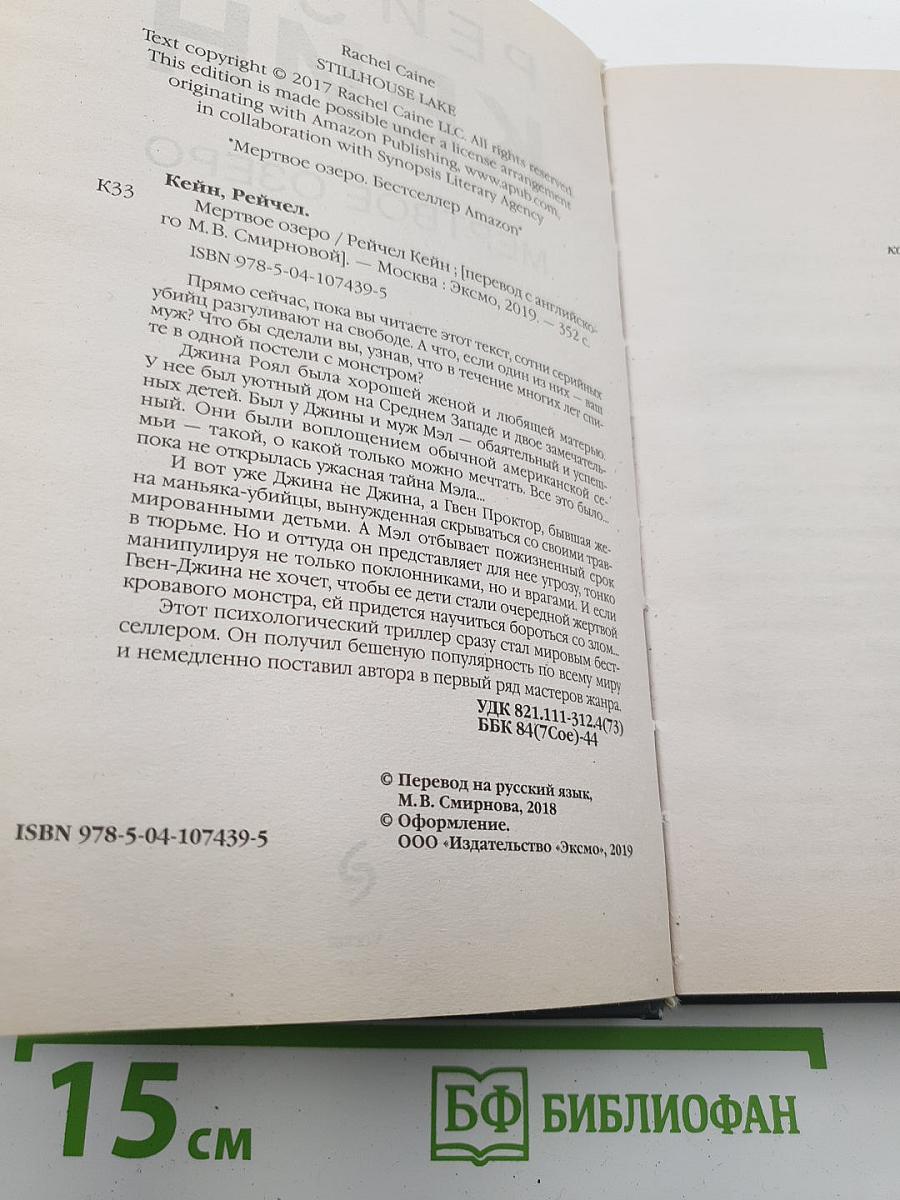 Rachel Caine
STILLHOUSE LAKE
Text copyright © 2017 Rachel Caine LLC. All rights reserved
This edition is made possible under a license arrangement
originating with Amazon Publishing, www.apub.com,
in collaboration with Synopsis Literary Agency
"Мертвое озеро. Бестселлер Amazon"
Кейн, Рейчел.
К33
Мертвое озеро / Рейчел Кейн ; [перевод с английско-
го М. В. Смирновой]. — Москва : Эксмо, 2019. — 352 с.
ISBN 978-5-04-107439-5
Прямо сейчас, пока вы читаете этот текст, сотни серийных
убийц разгуливают на свободе. А что, если один из них — ваш
муж? Что бы сделали вы, узнав, что в течение многих лет спи-
те в одной постели с монстром?
Джина Роял была хорошей женой и любящей матерью.
У нее был уютный дом на Среднем Западе и двое замечатель-
ных детей. Был у Джины и муж Мэл — обаятельный и успеш-
ный. Они были воплощением обычной американской се-
мьи — такой, о какой только можно мечтать. Все это было...
пока не открылась ужасная тайна Мэла...
И вот уже Джина не Джина, а Гвен Проктор, бывшая же-
на маньяка-убийцы, вынужденная скрываться со своими трав-
мированными детьми. А Мэл отбывает пожизненный срок
в тюрьме. Но и оттуда он представляет для нее угрозу, тонко
манипулируя не только поклонниками, но и врагами. И если
Гвен-Джина не хочет, чтобы ее дети стали очередной жертвой
кровавого монстра, ей придется научиться бороться со злом...
Этот психологический триллер сразу стал мировым бест-
селлером. Он получил бешеную популярность по всему миру
и немедленно поставил автора в первый ряд мастеров жанра.
УДК 821.111-312.4(73)
ББК 84(7Сое)-44
© Перевод на русский язык,
М. В. Смирнова, 2018
© Оформление.
ООО «Издательство «Эксмо», 2019
ISBN 978-5-04-107439-5
15 см
БФ БИБЛИОФАН